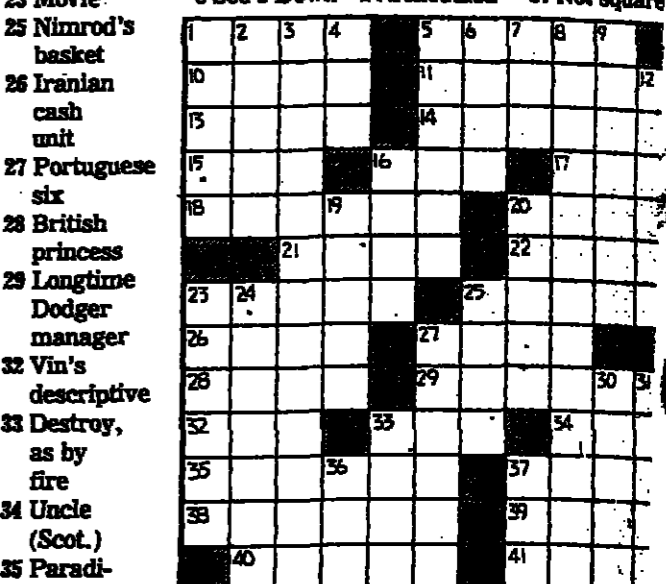 25 Nimrod's
basket
26 Iranian
cash
unit
27 Portuguese
six
28 British
princess
29 Longtime
Dodger
manager
32 Vin's
descriptive
33 Destroy,
as by
fire
34 Uncle
(Scot.)
35 Paradi-
Not square
1 2 3 4 5 6 7 8 9
10 11 12
13 14
15 16 17
18 19 20
21 22
23 24 25
26 27
28 29 30 31
32 33 34
35 36 37
38 39
40 41